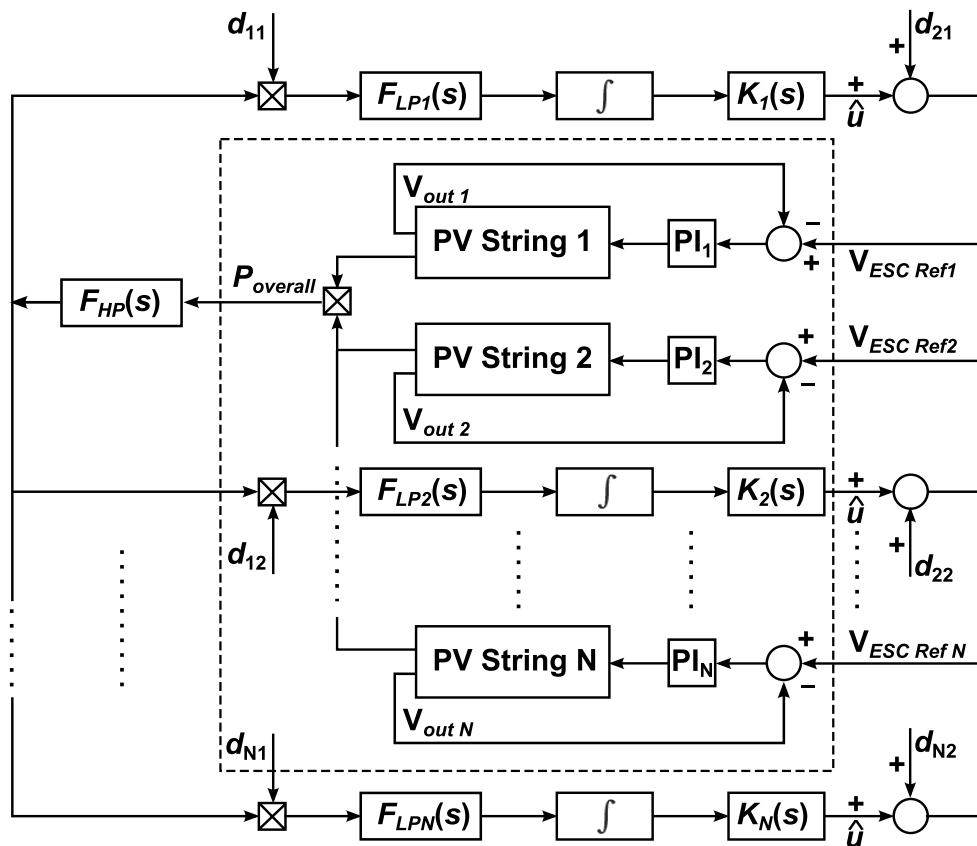 d11
d21
FLP1(s)
∫
K1(s)
+
û
+
Vout 1
PV String 1
PI1
−
+
VESC Ref1
Poverall
FHP(s)
PV String 2
PI2
+
−
VESC Ref2
Vout 2
FLP2(s)
∫
K2(s)
+
û
+
d12
d22
PV String N
PIN
+
−
VESC Ref N
Vout N
dN1
dN2
FLPN(s)
∫
KN(s)
+
û
+